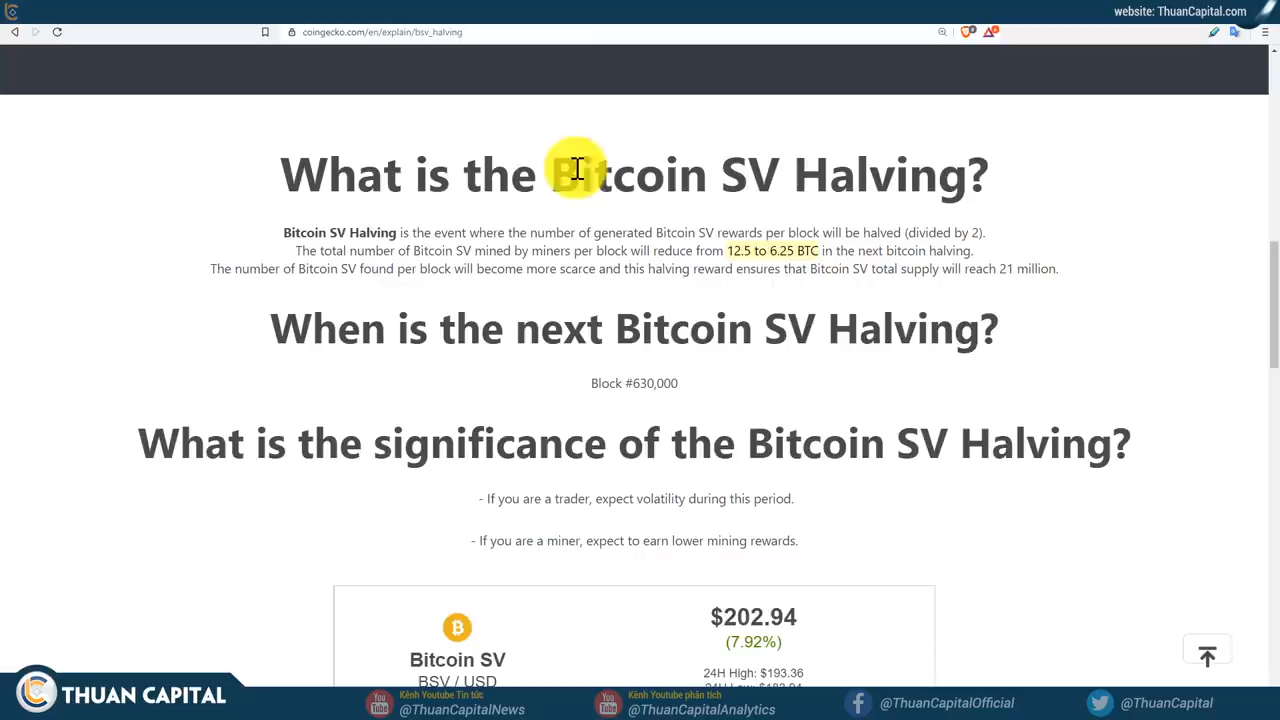 website: ThuanCapital.com
coingecko.com/en/explain/bsv_halving
What is the Bitcoin SV Halving?
Bitcoin SV Halving is the event where the number of generated Bitcoin SV rewards per block will be halved (divided by 2).
The total number of Bitcoin SV mined by miners per block will reduce from 12.5 to 6.25 BTC in the next bitcoin halving.
The number of Bitcoin SV found per block will become more scarce and this halving reward ensures that Bitcoin SV total supply will reach 21 million.
When is the next Bitcoin SV Halving?
Block #630,000
What is the significance of the Bitcoin SV Halving?
- If you are a trader, expect volatility during this period.
- If you are a miner, expect to earn lower mining rewards.
$202.94
(7.92%)
Bitcoin SV
BSV / USD
24H High: $193.36
THUAN CAPITAL
Kênh Youtube Tin tức
@ThuanCapitalNews
Kênh Youtube phân tích
@ThuanCapitalAnalytics
@ThuanCapitalOfficial
@ThuanCapital